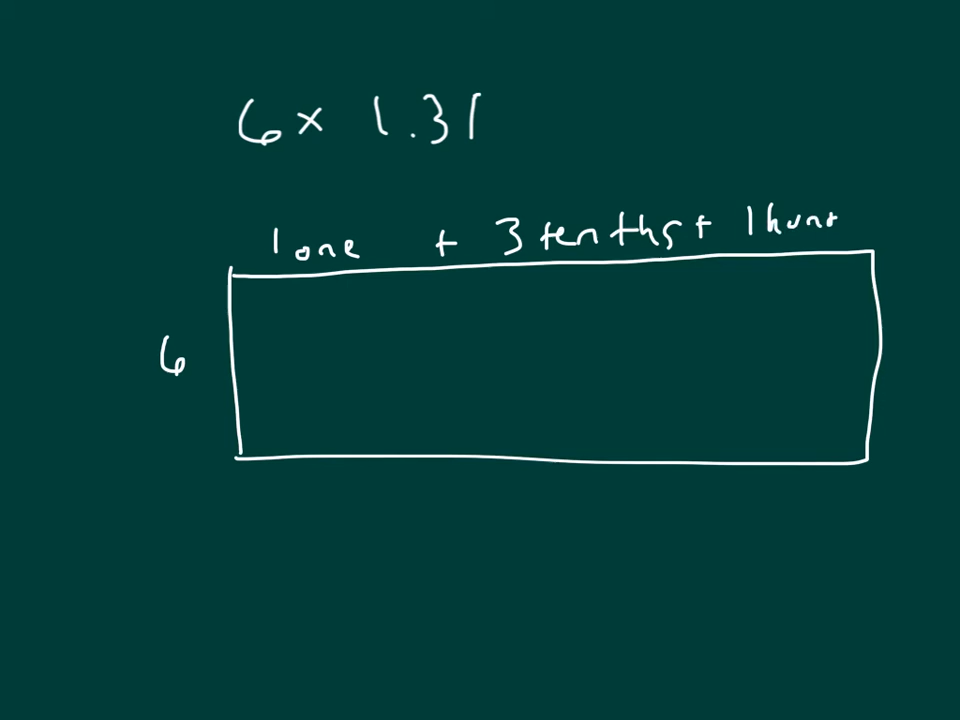 6 × 1.31
1 one + 3 tenths + 1 hund
6